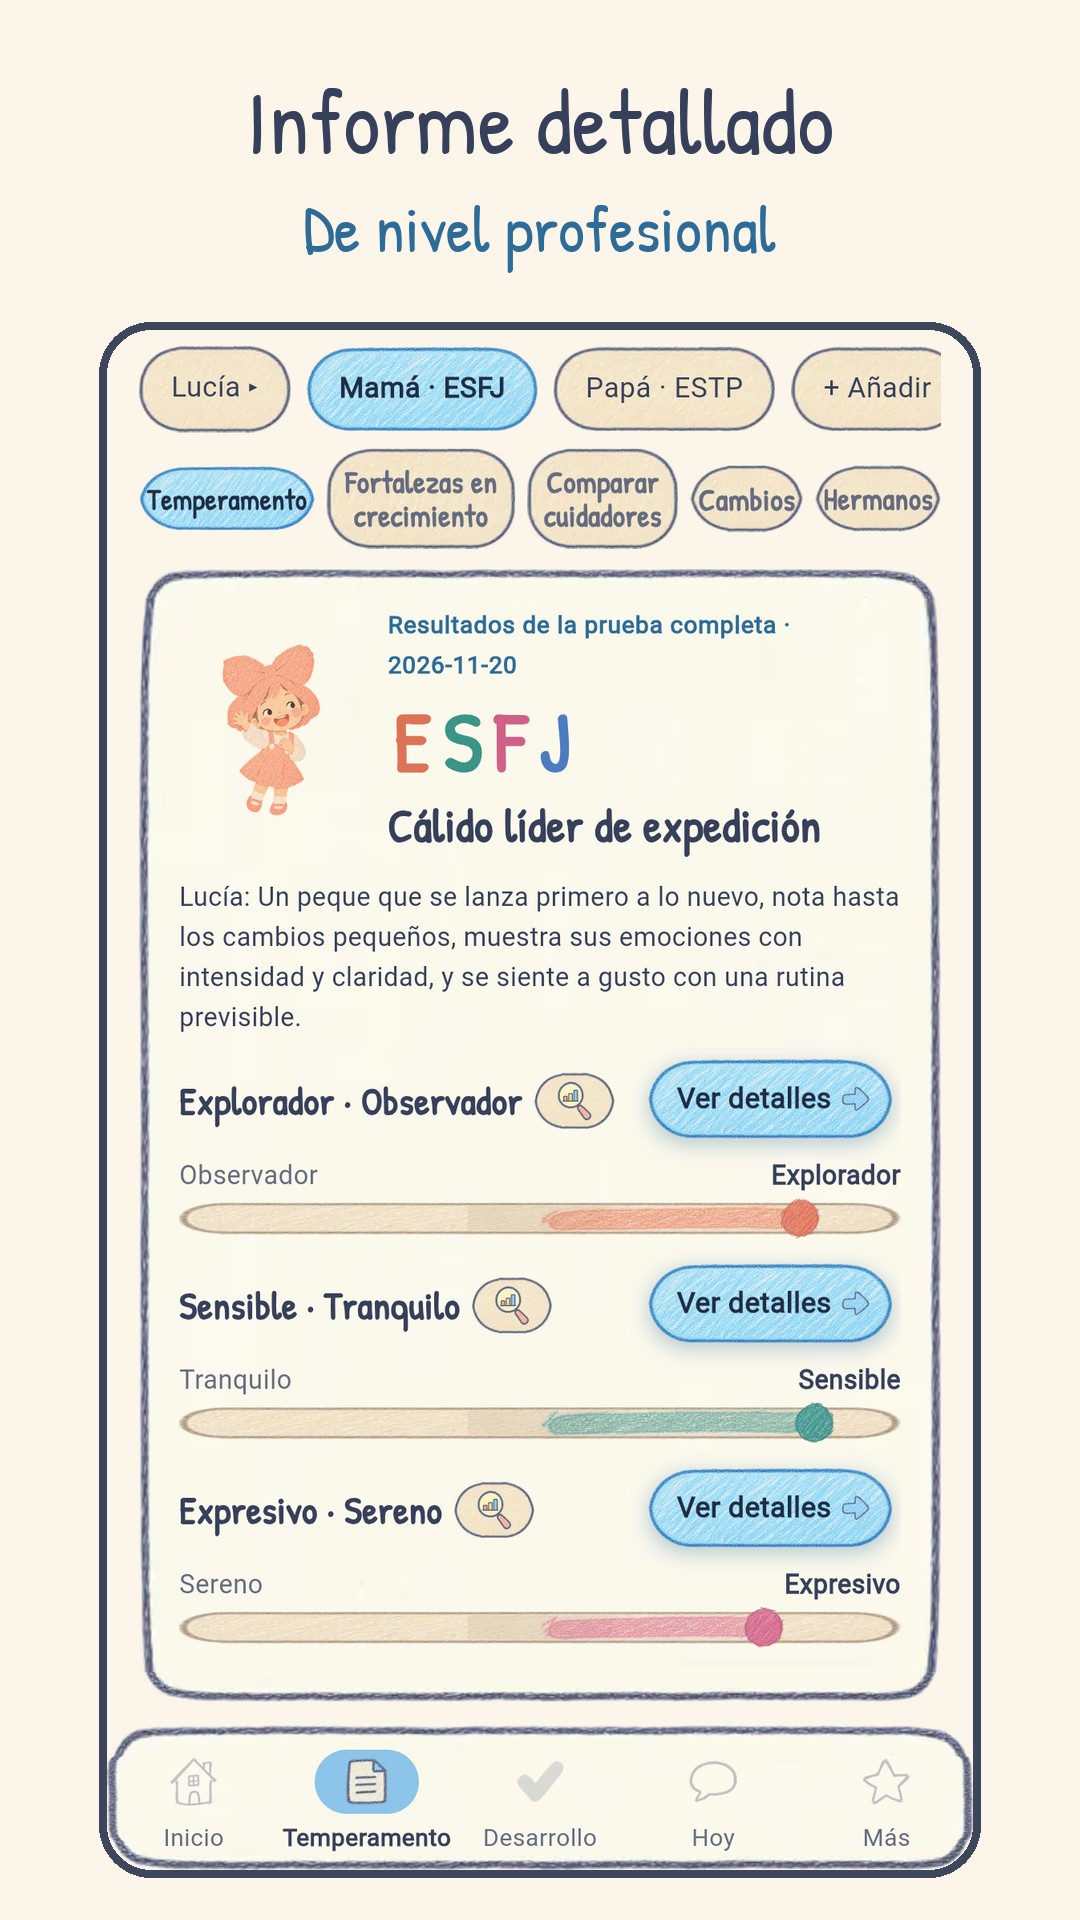 Informe detallado
De nivel profesional
Lucía ▸
Mamá · ESFJ
Papá · ESTP
+ Añadir
Temperamento
Fortalezas en
crecimiento
Comparar
cuidadores
Cambios
Hermanos
Resultados de la prueba completa ·
2026-11-20
ESFJ
Cálido líder de expedición
Lucía: Un peque que se lanza primero a lo nuevo, nota hasta
los cambios pequeños, muestra sus emociones con
intensidad y claridad, y se siente a gusto con una rutina
previsible.
Explorador · Observador
Ver detalles
Observador
Explorador
Sensible · Tranquilo
Ver detalles
Tranquilo
Sensible
Expresivo · Sereno
Ver detalles
Sereno
Expresivo
Inicio
Temperamento
Desarrollo
Hoy
Más